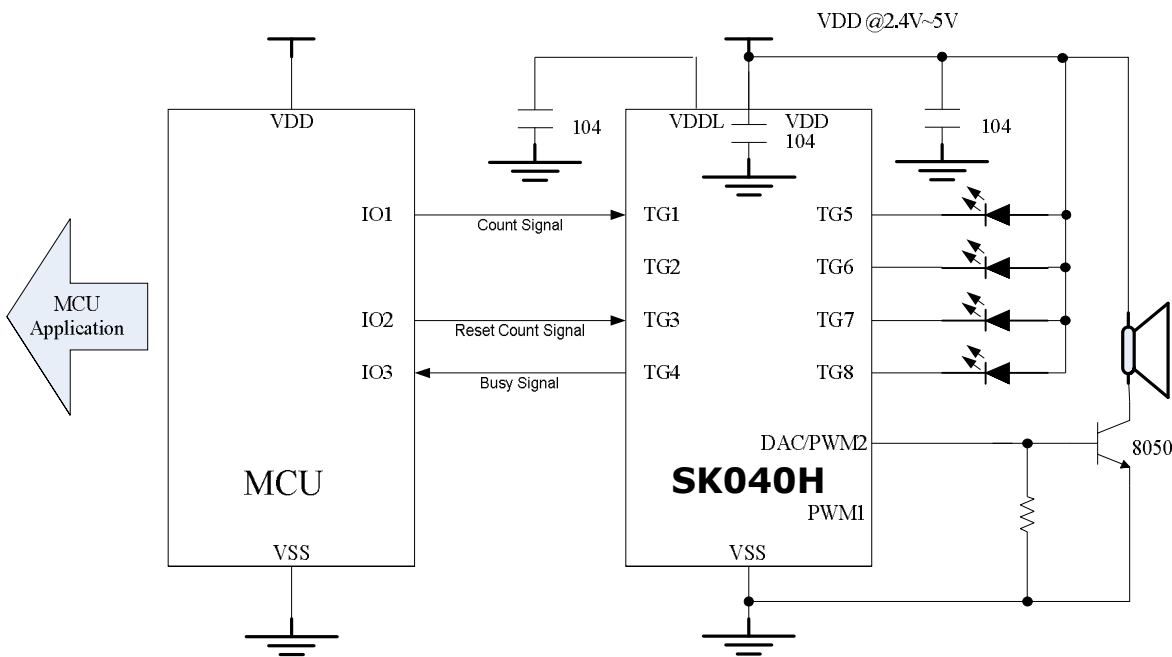 VDD @2.4V~5V
VDD
104
VDDL
VDD
104
104
IO1
Count Signal
TG1
TG5
TG2
TG6
MCU
Application
IO2
Reset Count Signal
TG3
TG7
IO3
Busy Signal
TG4
TG8
DAC/PWM2
8050
MCU
SK040H
PWM1
VSS
VSS